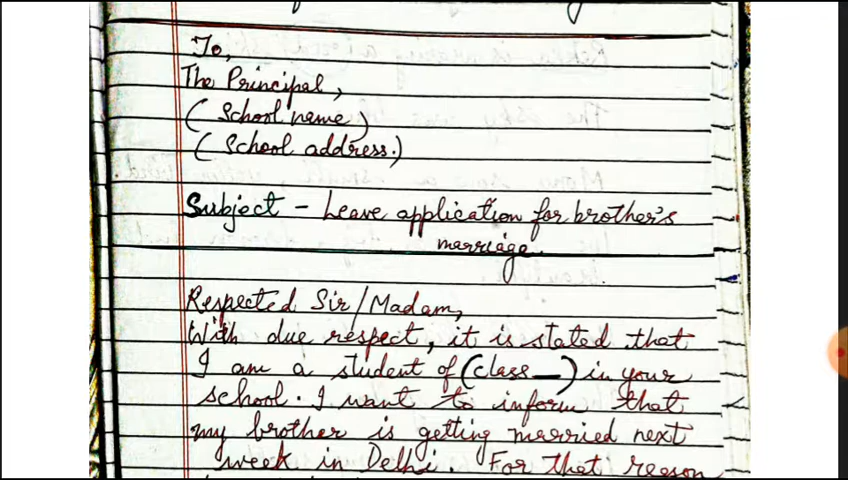 To,
The Principal,
(School name)
(School address.)
Subject - Leave application for brother's
marriage.
Respected Sir/Madam,
With due respect, it is stated that
I am a student of (class __) in your
school. I want to inform that
my brother is getting married next
week in Delhi. For that reason